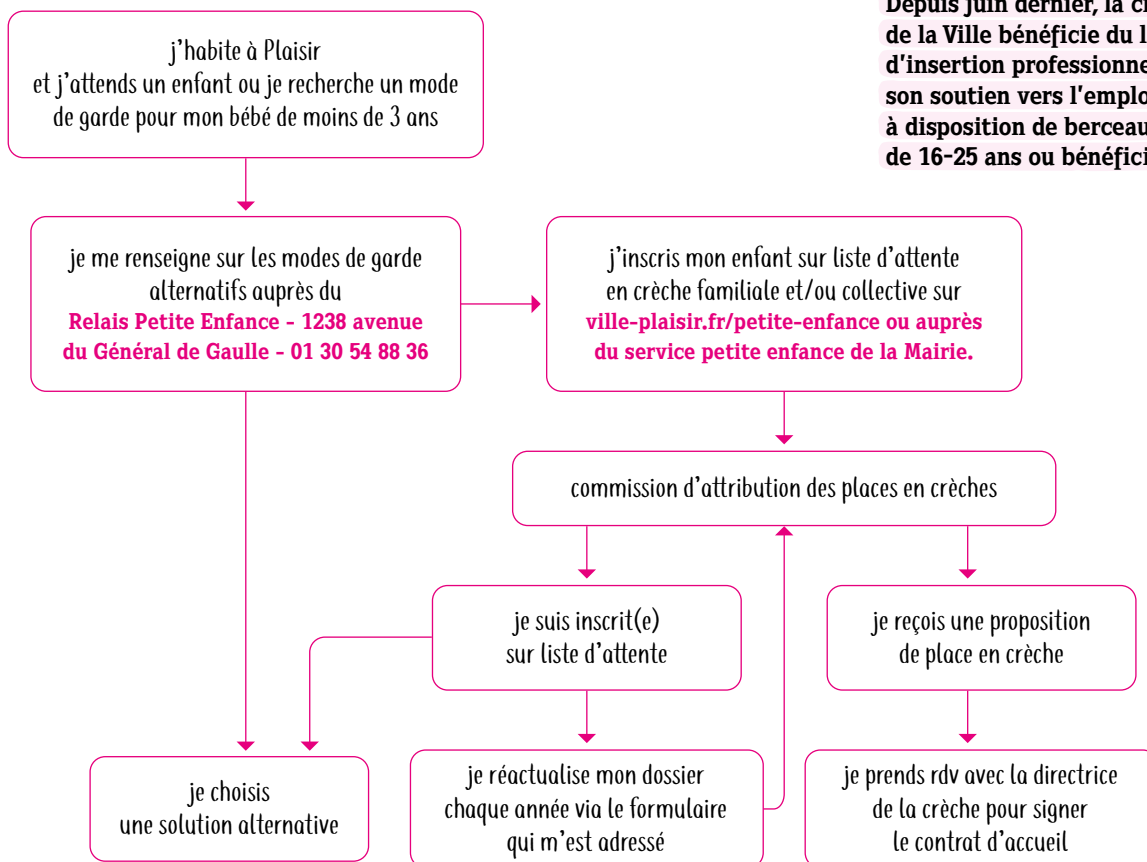 j'habite à Plaisir
et j'attends un enfant ou je recherche un mode
de garde pour mon bébé de moins de 3 ans
Depuis juin dernier, la
de la Ville bénéficie du
d'insertion
son soutien vers
à disposition de
de 16-25 ans ou
je me renseigne sur les modes de garde
alternatifs auprès du
Relais Petite Enfance - 1238 avenue
du Général de Gaulle - 01 30 54 88 36
j'inscris mon enfant sur liste d'attente
en crèche familiale et/ou collective sur
ville-plaisir.fr/petite-enfance ou auprès
du service petite enfance de la Mairie.
commission d'attribution des places en crèches
je suis inscrit(e)
sur liste d'attente
je reçois une proposition
de place en crèche
je choisis
une solution alternative
je réactualise mon dossier
chaque année via le formulaire
qui m'est adressé
je prends rdv avec la directrice
de la crèche pour signer
le contrat d'accueil